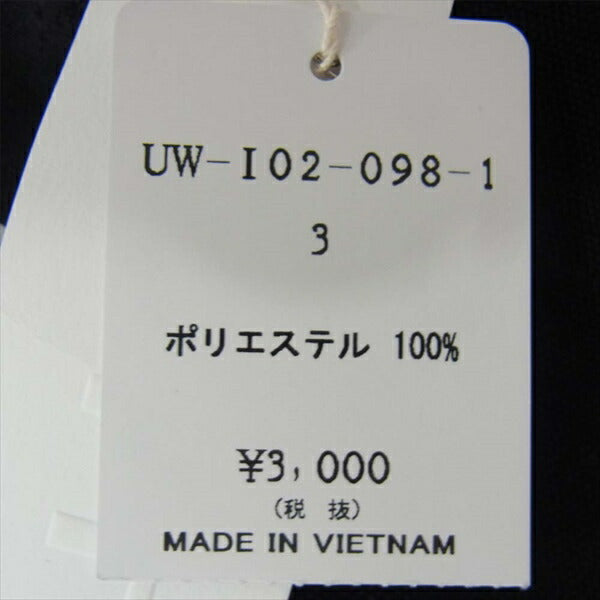 UW-I02-098-1
3
ポリエステル 100%
¥3,000
(税 抜)
MADE IN VIETNAM